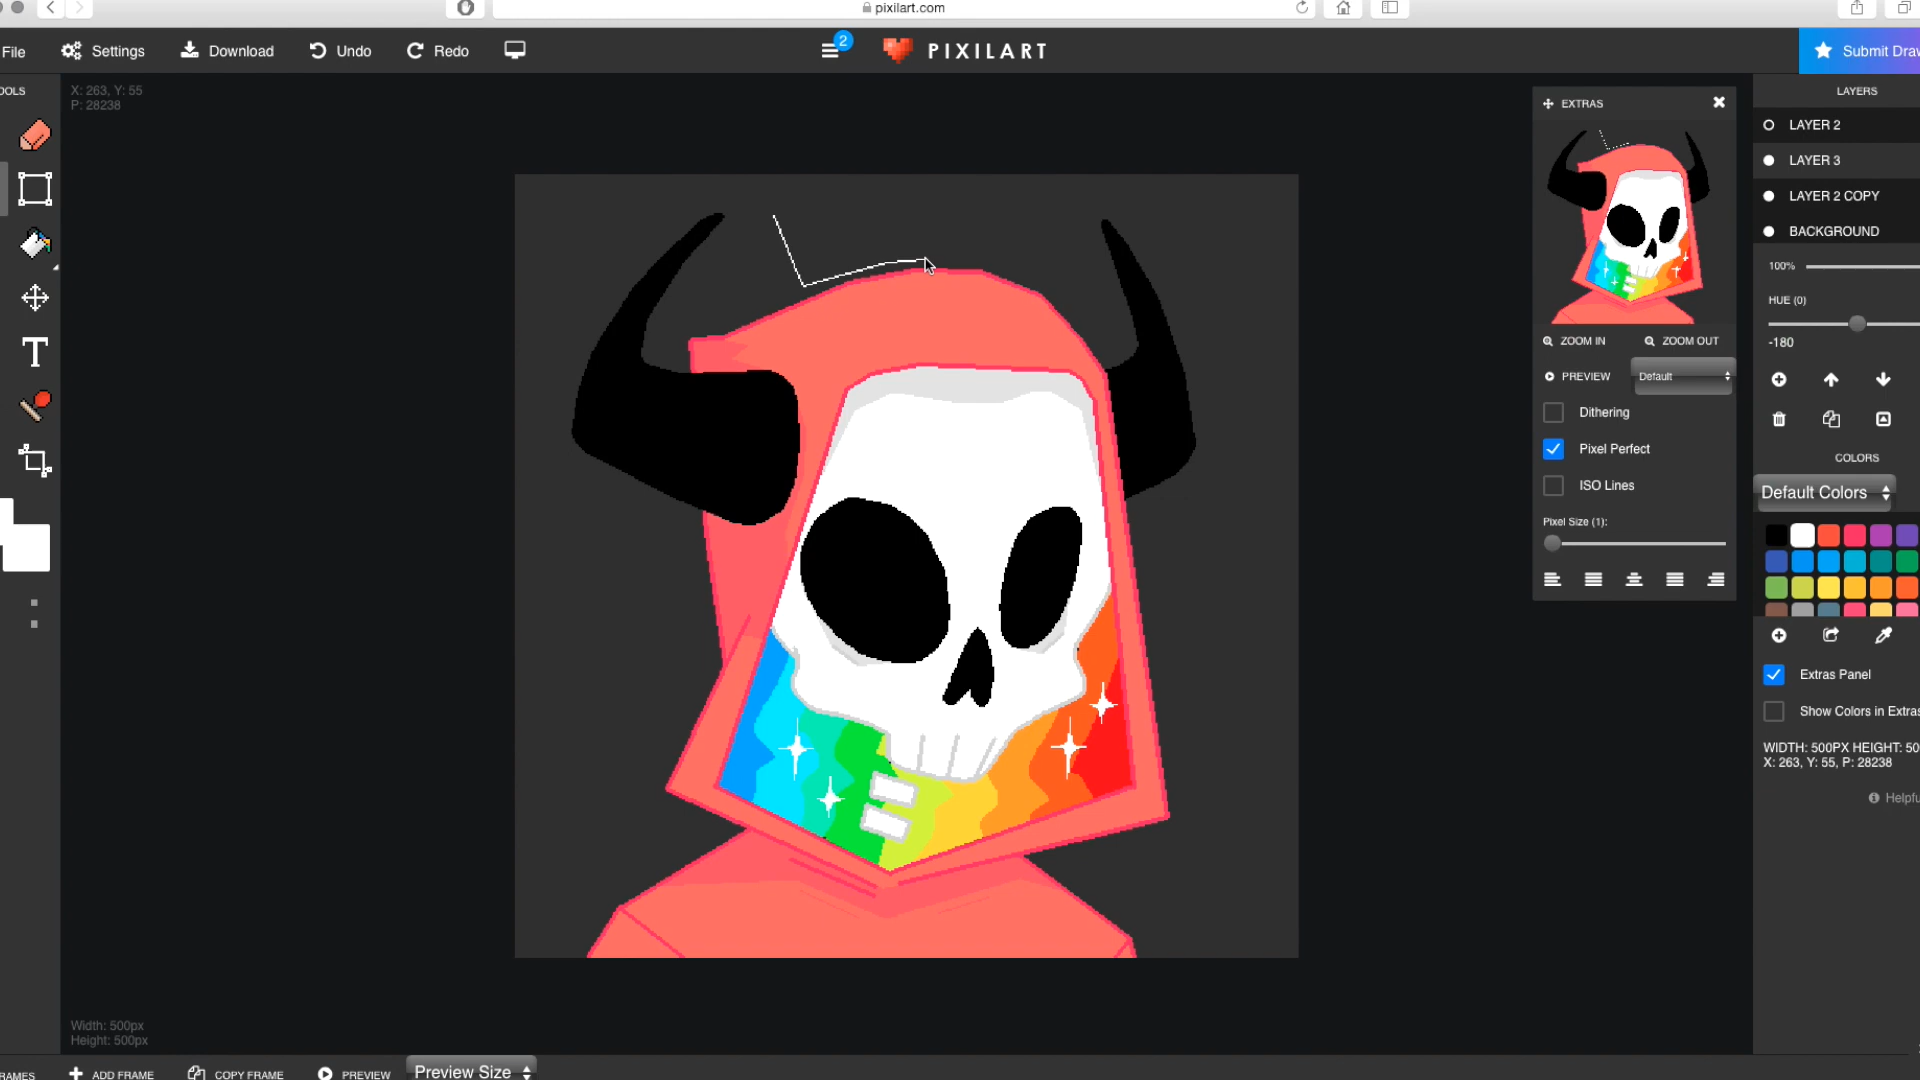 pixilart.com
File
Settings
Download
Undo
Redo
2
PIXILART
Submit Draw
OOLS
X: 263, Y: 55
P: 28238
EXTRAS
ZOOM IN
ZOOM OUT
PREVIEW
Default
Dithering
Pixel Perfect
ISO Lines
Pixel Size (1):
LAYERS
LAYER 2
LAYER 3
LAYER 2 COPY
BACKGROUND
100%
HUE (0)
-180
COLORS
Default Colors
Extras Panel
Show Colors in Extras
WIDTH: 500PX HEIGHT: 50
X: 263, Y: 55, P: 28238
Helpfu
T
Width: 500px
Height: 500px
RAMES
ADD FRAME
COPY FRAME
PREVIEW
Preview Size